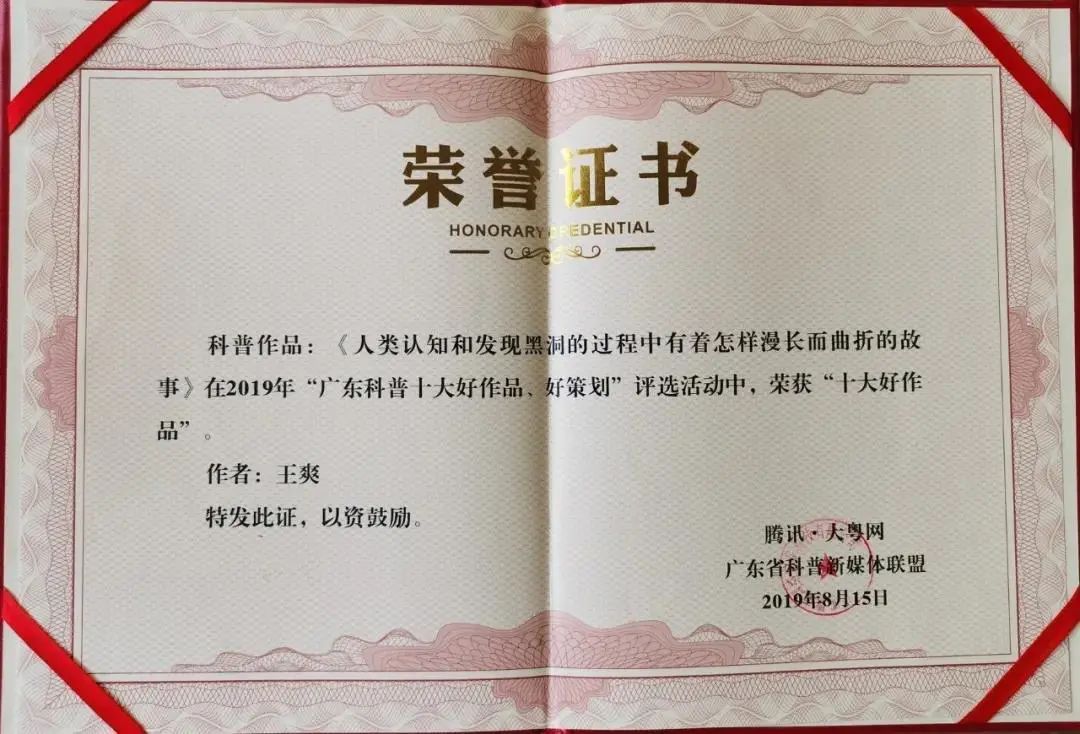 荣誉证书
HONORARY CREDENTIAL
科普作品：《人类认知和发现黑洞的过程中有着怎样漫长而曲折的故
事》在2019年“广东科普十大好作品、好策划”评选活动中，荣获“十大好作
品”。
作者：王爽
特发此证，以资鼓励。
腾讯·大粤网
广东省科普新媒体联盟
2019年8月15日